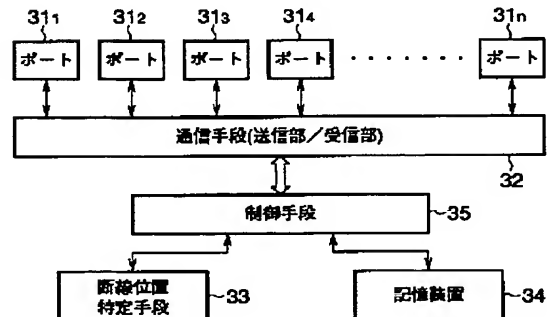 31₁ 31₂ 31₃ 31₄ 31n
ポート ポート ポート ポート ・・・・・・・ ポート
通信手段(送信部／受信部)
32
制御手段 35
断線位置
特定手段 33
記憶装置 34